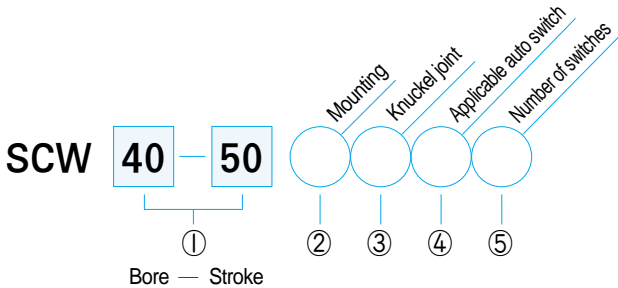 Mounting
Knuckel joint
Applicable auto switch
Number of switches
SCW 40 — 50
① ② ③ ④ ⑤
Bore — Stroke